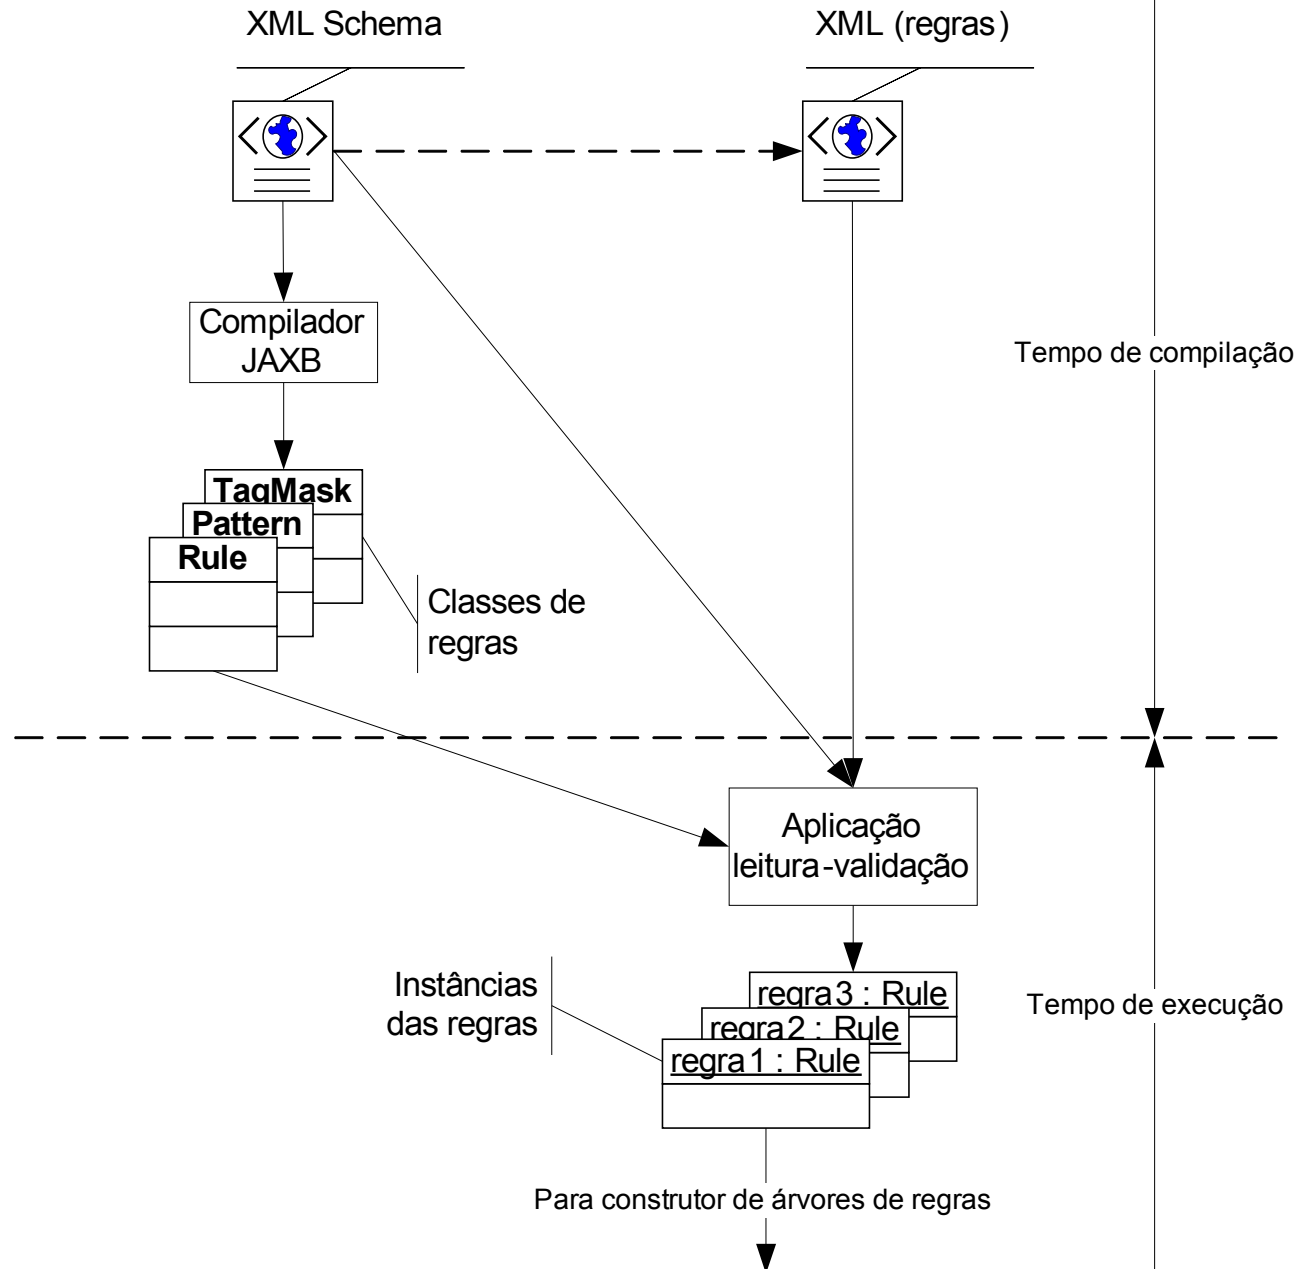 XML Schema
XML (regras)
Compilador
JAXB
Tempo de compilação
TagMask
Pattern
Rule
Classes de
regras
Aplicação
leitura-validação
Instâncias
das regras
regra3 : Rule
regra2 : Rule
regra1 : Rule
Tempo de execução
Para construtor de árvores de regras